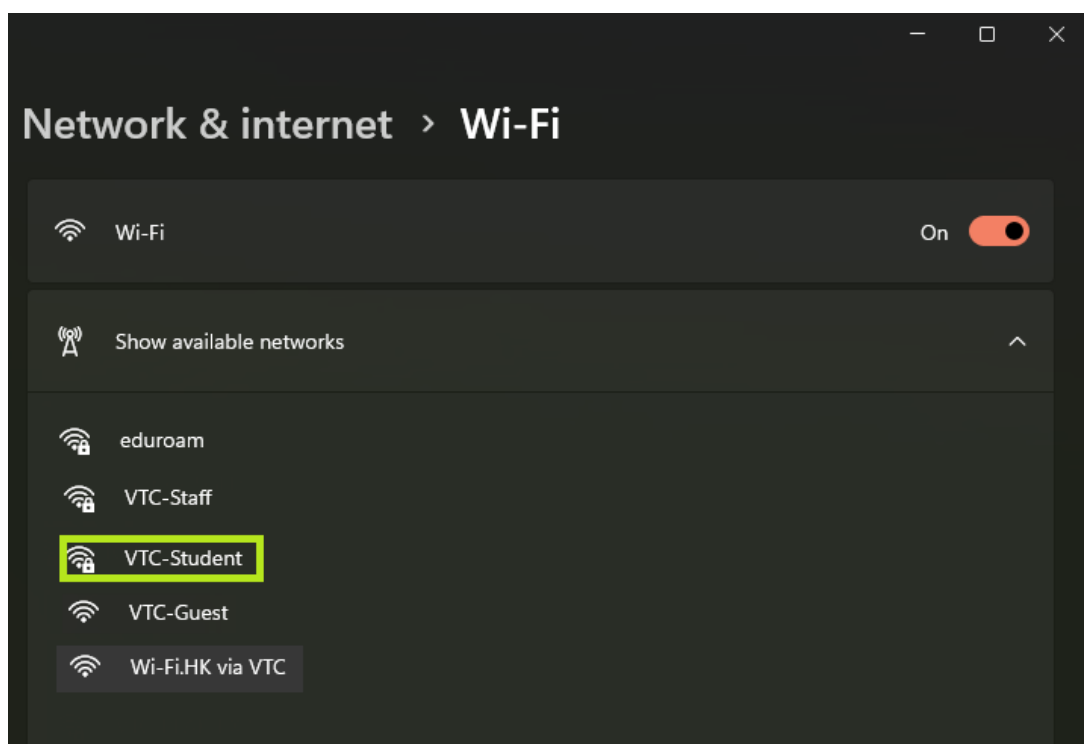 Network & internet > Wi-Fi
Wi-Fi On
Show available networks
eduroam
VTC-Staff
VTC-Student
VTC-Guest
Wi-Fi.HK via VTC